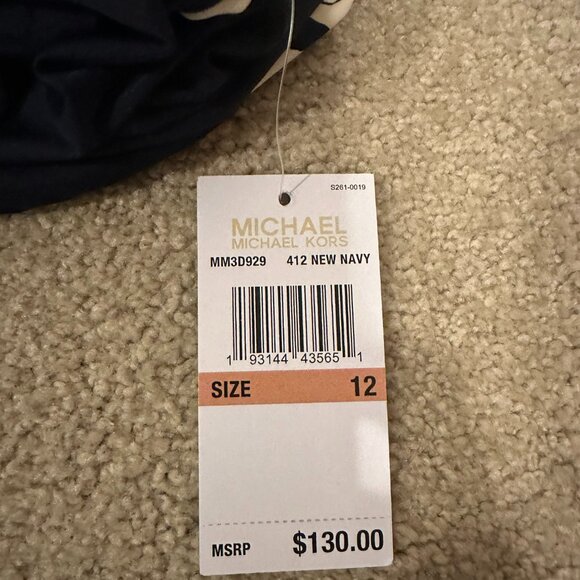 S261-0019
MICHAEL
MICHAEL KORS
MM3D929 412 NEW NAVY
1 93144 43565 1
SIZE 12
MSRP $130.00